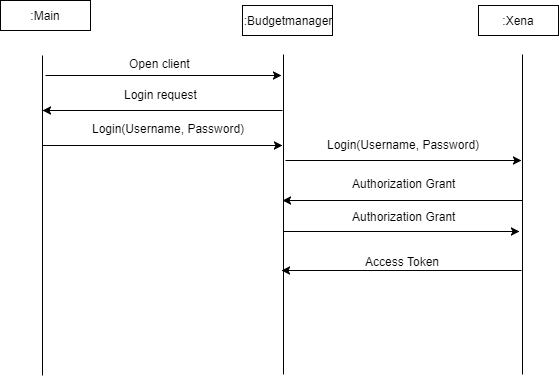 :Main
:Budgetmanager
:Xena
Open client
Login request
Login(Username, Password)
Login(Username, Password)
Authorization Grant
Authorization Grant
Access Token